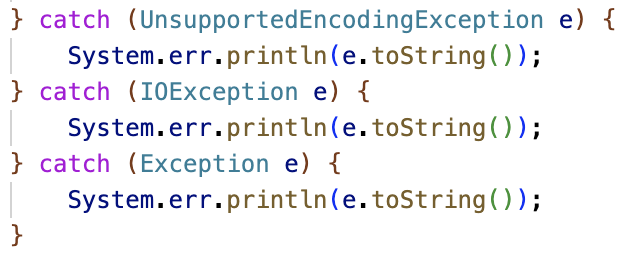 } catch (UnsupportedEncodingException e) {
    System.err.println(e.toString());
} catch (IOException e) {
    System.err.println(e.toString());
} catch (Exception e) {
    System.err.println(e.toString());
}